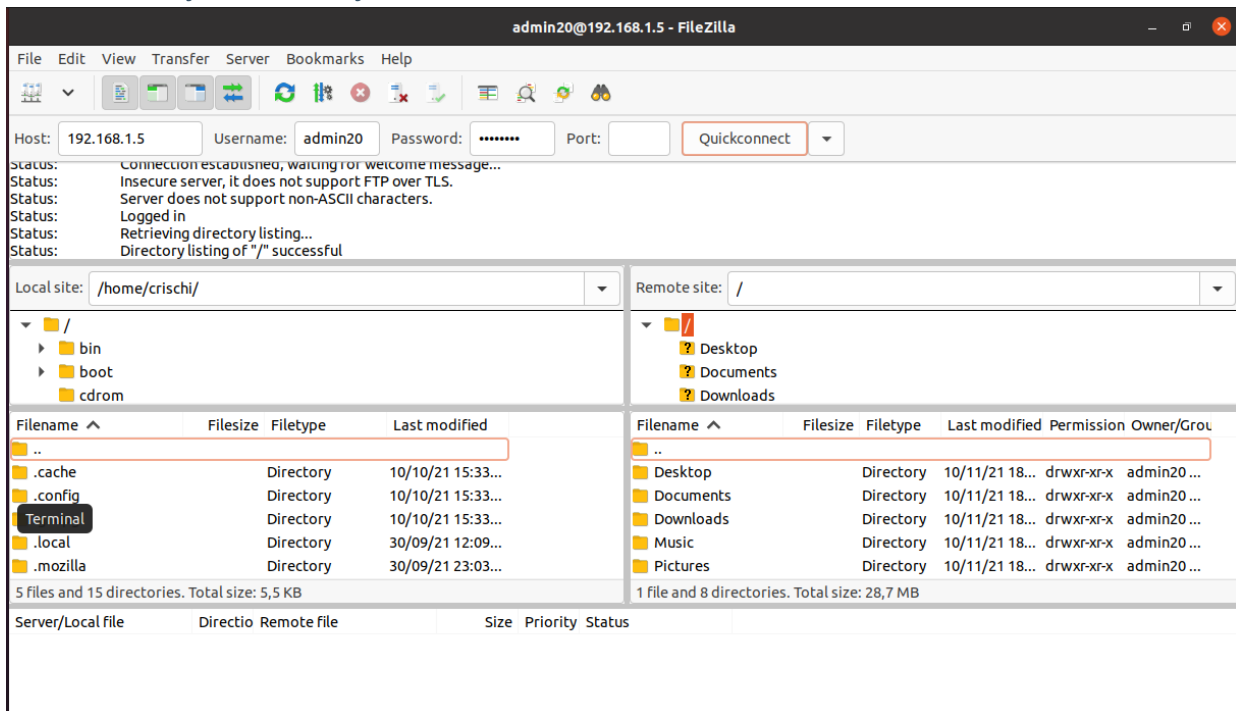 admin20@192.168.1.5 - FileZilla
File Edit View Transfer Server Bookmarks Help
Host: 192.168.1.5 Username: admin20 Password: •••••••• Port: Quickconnect
Status: Connection established, waiting for welcome message...
Status: Insecure server, it does not support FTP over TLS.
Status: Server does not support non-ASCII characters.
Status: Logged in
Status: Retrieving directory listing...
Status: Directory listing of "/" successful
Local site: /home/crischi/
/
bin
boot
cdrom
Remote site: /
/
? Desktop
? Documents
? Downloads
Filename Filesize Filetype Last modified
..
.cache Directory 10/10/21 15:33...
.config Directory 10/10/21 15:33...
Terminal Directory 10/10/21 15:33...
.local Directory 30/09/21 12:09...
.mozilla Directory 30/09/21 23:03...
5 files and 15 directories. Total size: 5,5 KB
Filename Filesize Filetype Last modified Permission Owner/Grou
..
Desktop Directory 10/11/21 18... drwxr-xr-x admin20 ...
Documents Directory 10/11/21 18... drwxr-xr-x admin20 ...
Downloads Directory 10/11/21 18... drwxr-xr-x admin20 ...
Music Directory 10/11/21 18... drwxr-xr-x admin20 ...
Pictures Directory 10/11/21 18... drwxr-xr-x admin20 ...
1 file and 8 directories. Total size: 28,7 MB
Server/Local file Directio Remote file Size Priority Status